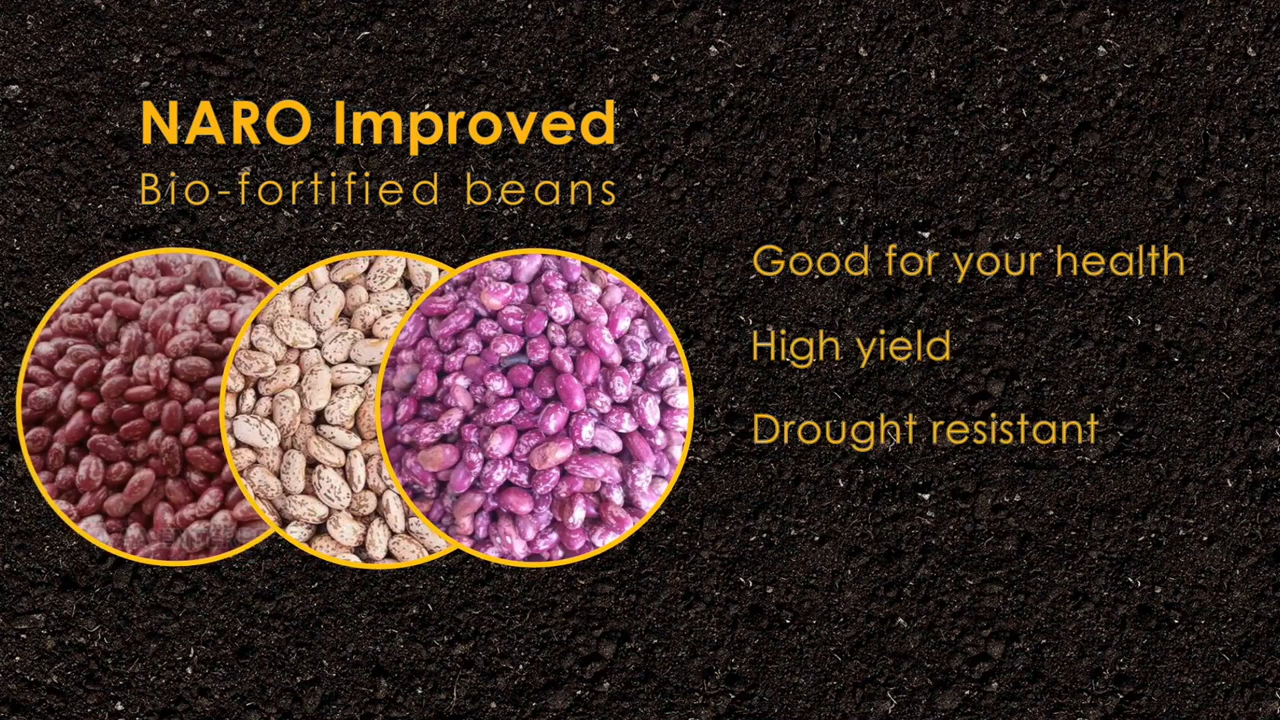 NARO Improved
Bio-fortified beans
Good for your health
High yield
Drought resistant